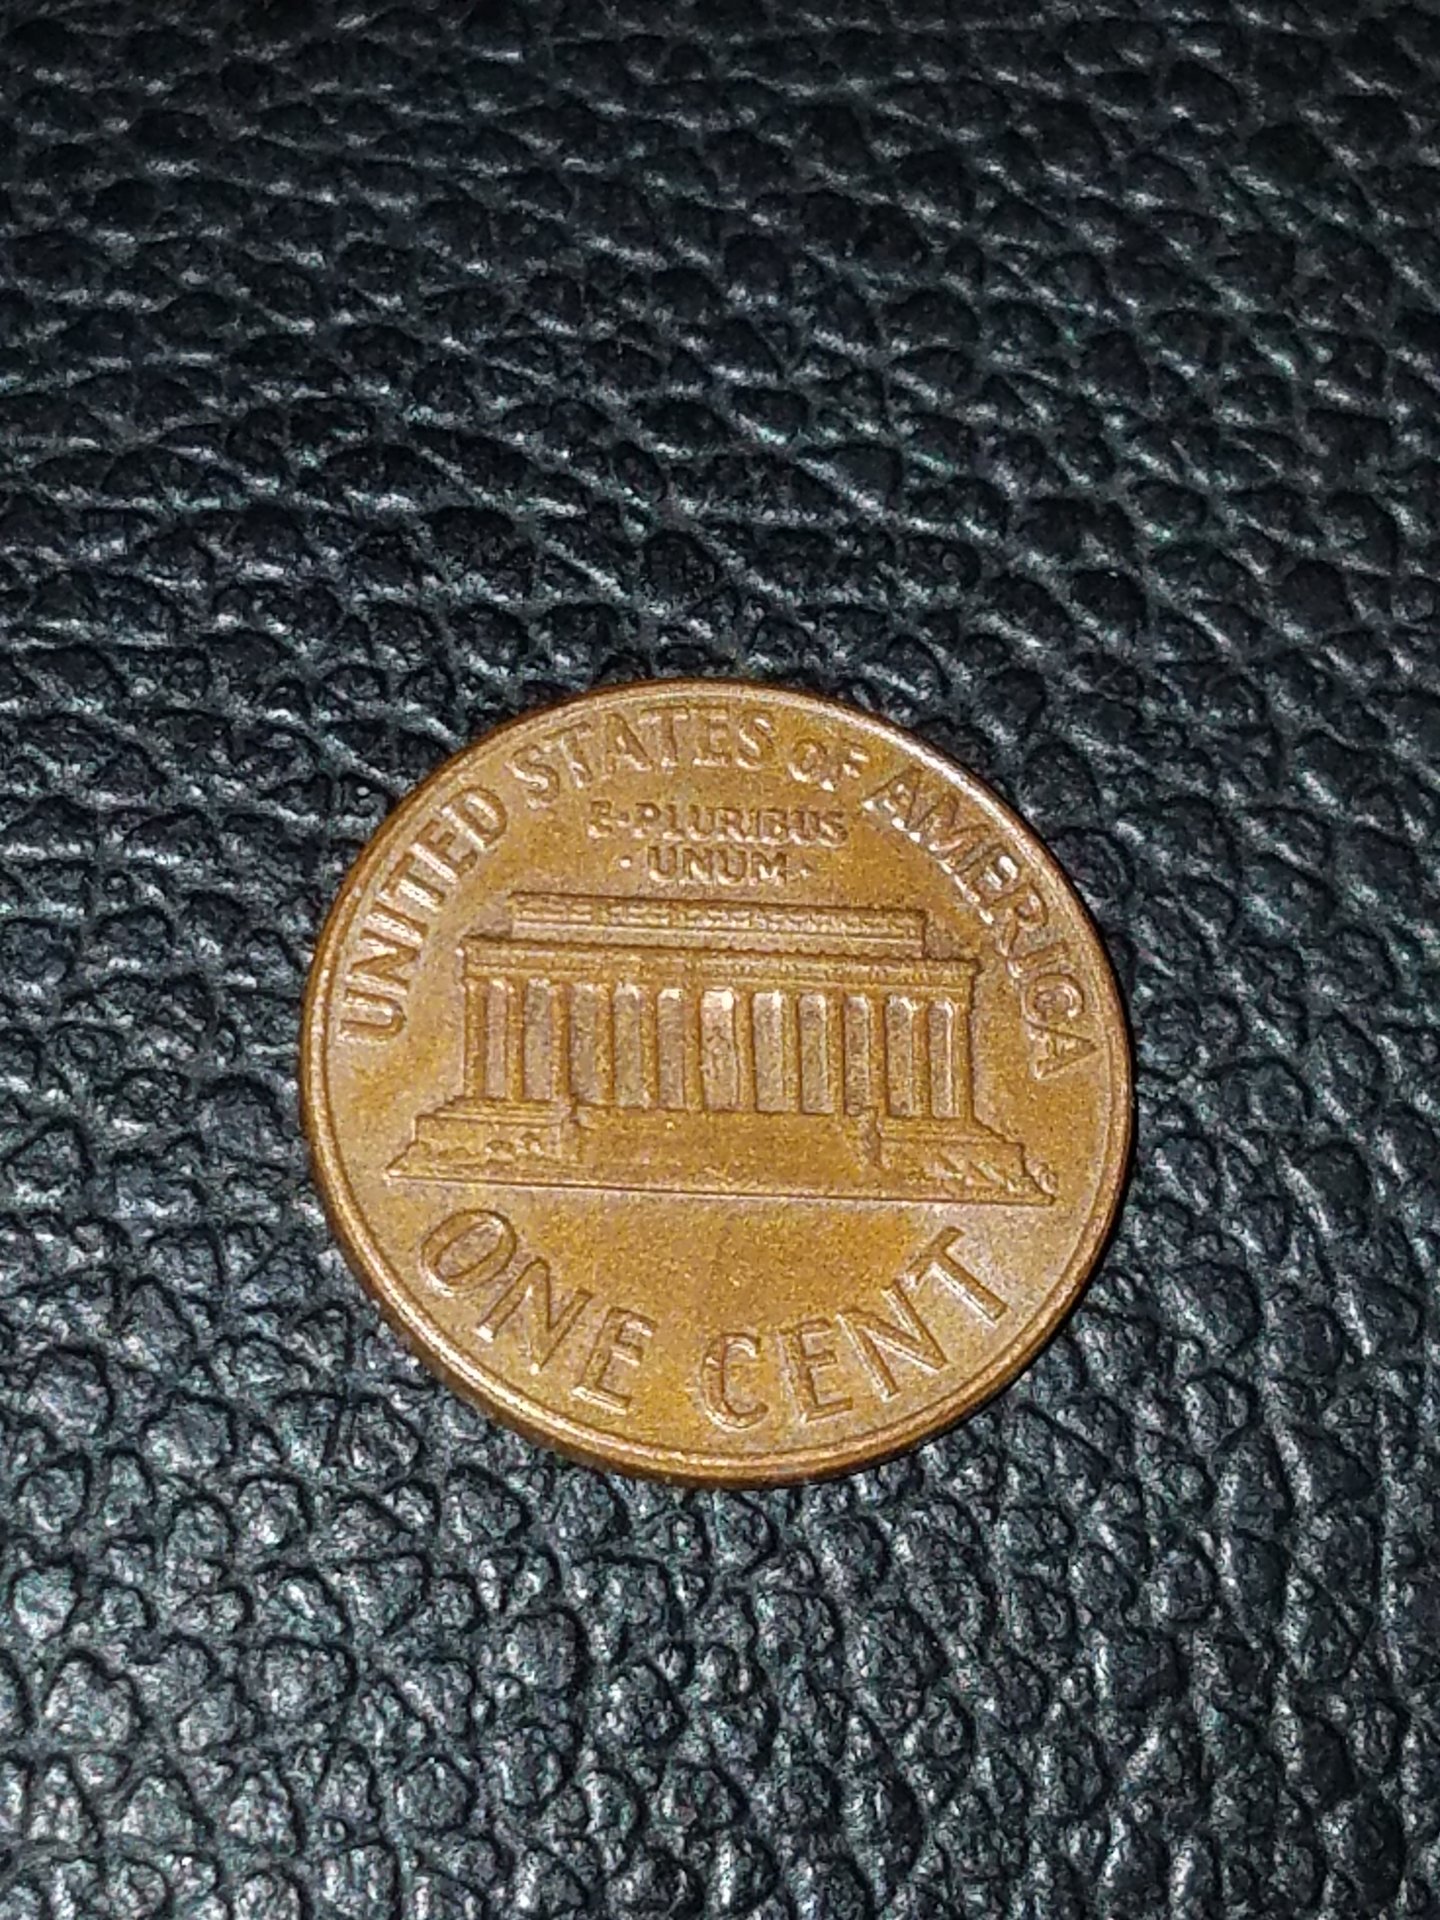 UNITED STATES OF AMERICA
E·PLURIBUS
·UNUM·
ONE CENT